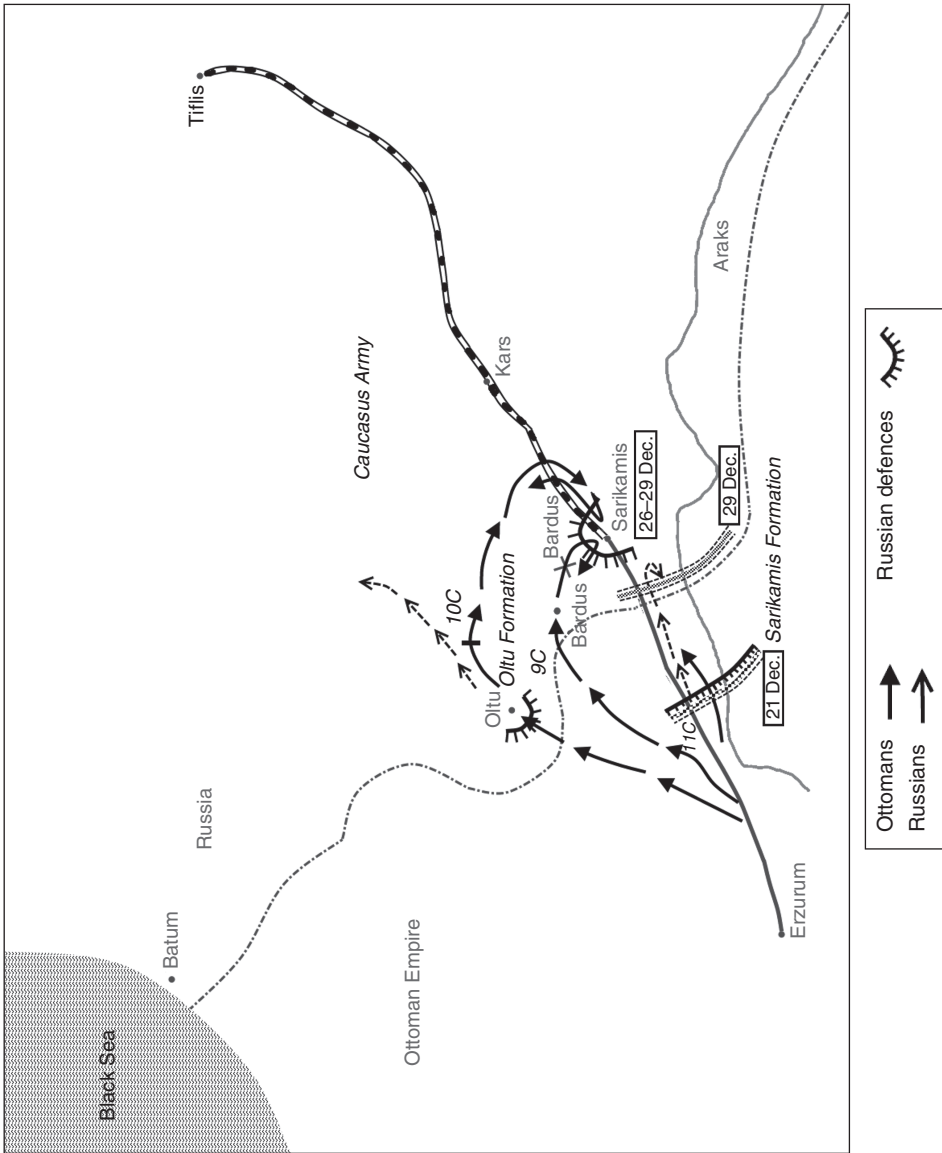 Black Sea
Batum
Tiflis
Russia
Caucasus Army
Ottoman Empire
Kars
10C
Oltu
Oltu Formation
9C
Bardus
Bardus
Sarikamis
26–29 Dec.
Araks
11C
29 Dec.
21 Dec.
Sarikamis Formation
Erzurum
Ottomans
Russians
Russian defences